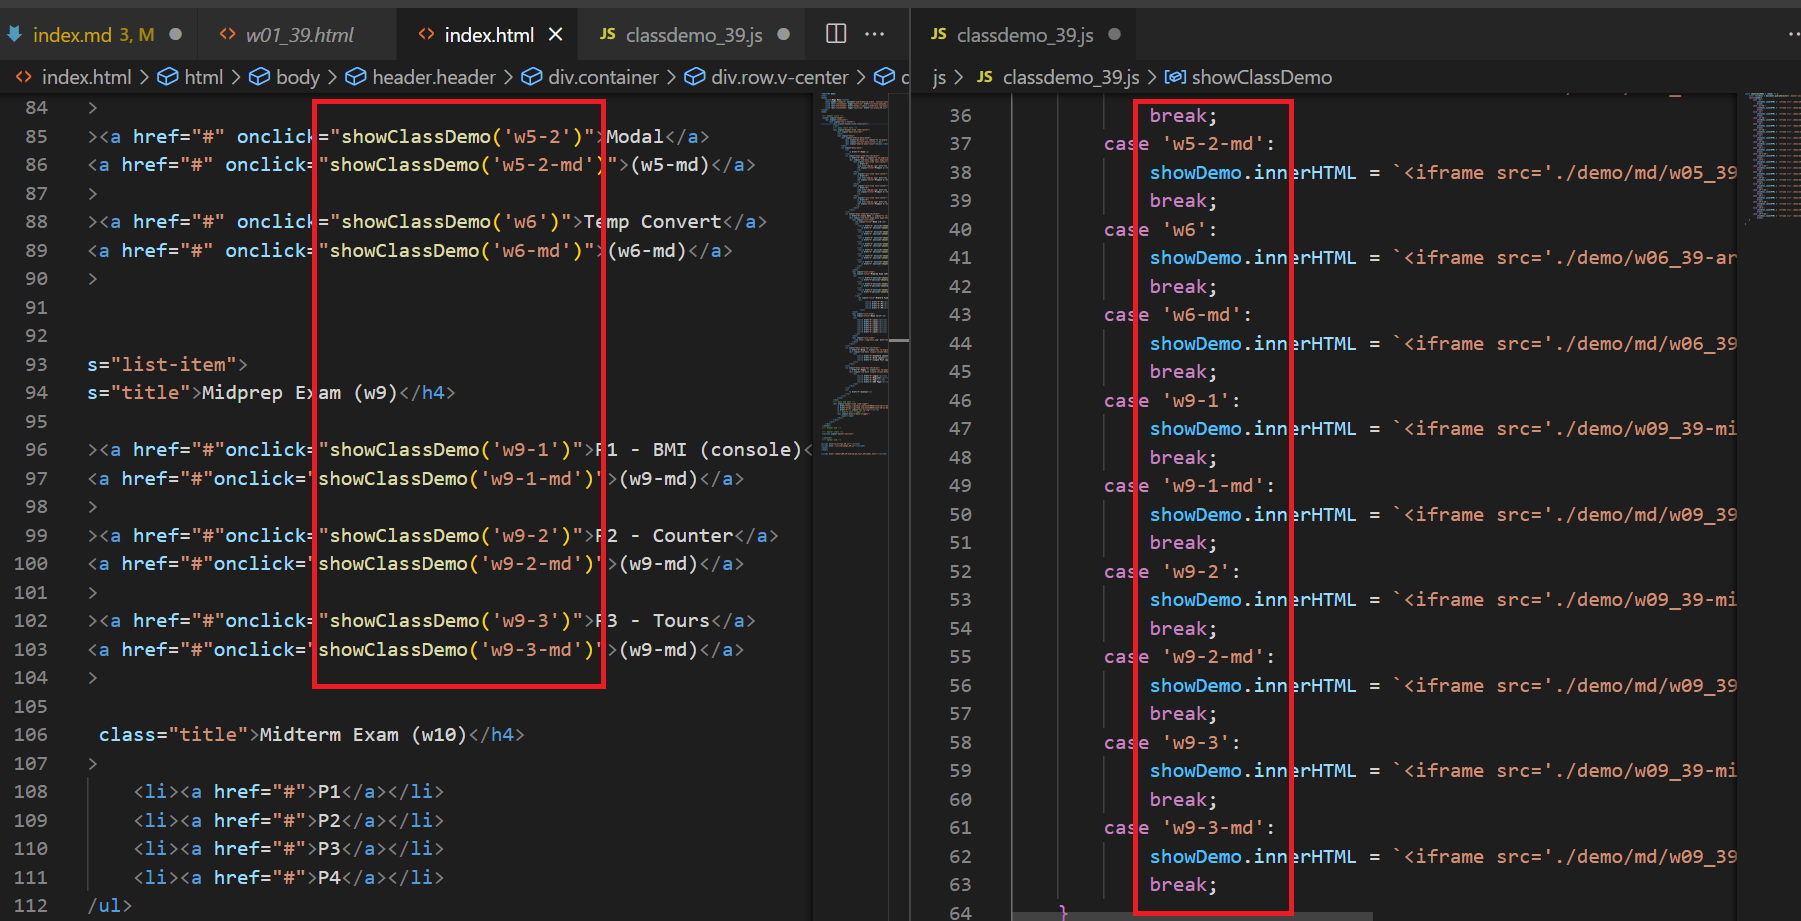 index.md 3, M
w01_39.html
index.html
JS classdemo_39.js
index.html > html > body > header.header > div.container > div.row.v-center >
84 >
85 ><a href="#" onclick="showClassDemo('w5-2')">Modal</a>
86 <a href="#" onclick="showClassDemo('w5-2-md')">(w5-md)</a>
87 >
88 ><a href="#" onclick="showClassDemo('w6')">Temp Convert</a>
89 <a href="#" onclick="showClassDemo('w6-md')">(w6-md)</a>
90 >
91
92
93 s="list-item">
94 s="title">Midprep Exam (w9)</h4>
95
96 ><a href="#"onclick="showClassDemo('w9-1')">P1 - BMI (console)<
97 <a href="#"onclick="showClassDemo('w9-1-md')">(w9-md)</a>
98 >
99 ><a href="#"onclick="showClassDemo('w9-2')">P2 - Counter</a>
100 <a href="#"onclick="showClassDemo('w9-2-md')">(w9-md)</a>
101 >
102 ><a href="#"onclick="showClassDemo('w9-3')">P3 - Tours</a>
103 <a href="#"onclick="showClassDemo('w9-3-md')">(w9-md)</a>
104 >
105
106 class="title">Midterm Exam (w10)</h4>
107 >
108 <li><a href="#">P1</a></li>
109 <li><a href="#">P2</a></li>
110 <li><a href="#">P3</a></li>
111 <li><a href="#">P4</a></li>
112 /ul>
JS classdemo_39.js
js > JS classdemo_39.js > showClassDemo
36 break;
37 case 'w5-2-md':
38 showDemo.innerHTML = `<iframe src='./demo/md/w05_39
39 break;
40 case 'w6':
41 showDemo.innerHTML = `<iframe src='./demo/w06_39-ar
42 break;
43 case 'w6-md':
44 showDemo.innerHTML = `<iframe src='./demo/md/w06_39
45 break;
46 case 'w9-1':
47 showDemo.innerHTML = `<iframe src='./demo/w09_39-mi
48 break;
49 case 'w9-1-md':
50 showDemo.innerHTML = `<iframe src='./demo/md/w09_39
51 break;
52 case 'w9-2':
53 showDemo.innerHTML = `<iframe src='./demo/w09_39-mi
54 break;
55 case 'w9-2-md':
56 showDemo.innerHTML = `<iframe src='./demo/md/w09_39
57 break;
58 case 'w9-3':
59 showDemo.innerHTML = `<iframe src='./demo/w09_39-mi
60 break;
61 case 'w9-3-md':
62 showDemo.innerHTML = `<iframe src='./demo/md/w09_39
63 break;
64 }